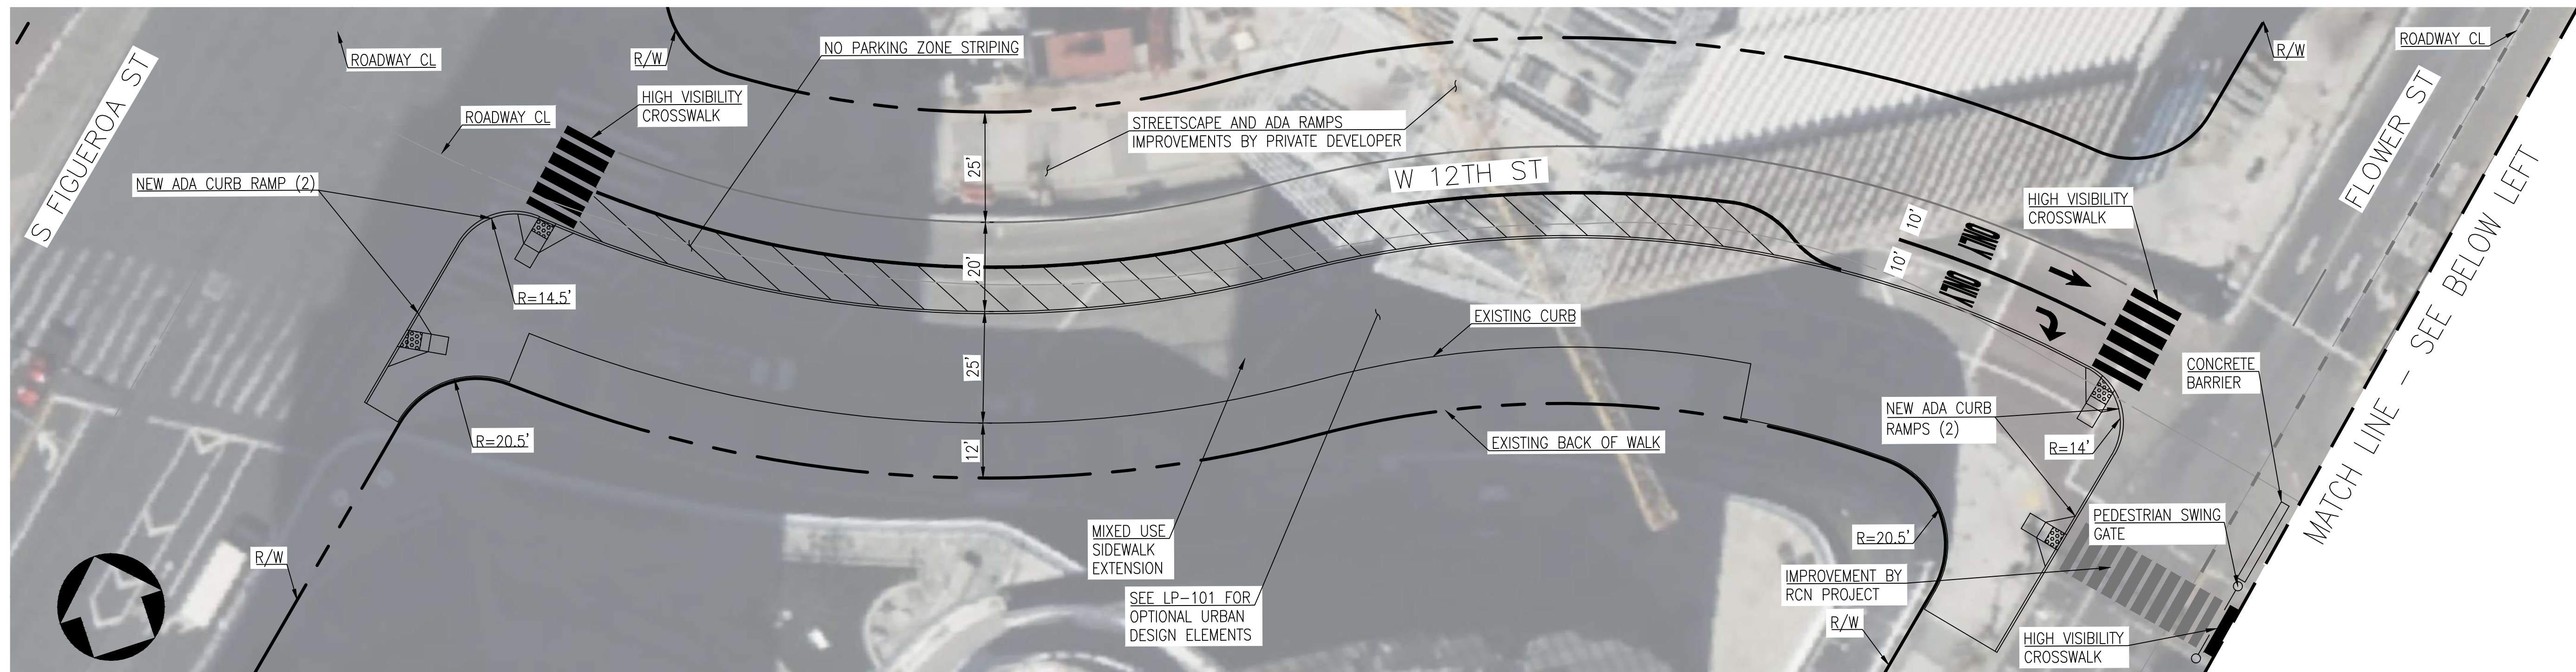 S FIGUEROA ST
ROADWAY CL
R/W
NO PARKING ZONE STRIPING
R/W
ROADWAY CL
HIGH VISIBILITY
CROSSWALK
ROADWAY CL
STREETSCAPE AND ADA RAMPS
IMPROVEMENTS BY PRIVATE DEVELOPER
FLOWER ST
NEW ADA CURB RAMP (2)
25'
W 12TH ST
HIGH VISIBILITY
CROSSWALK
10'
ONLY
10'
ONLY
20'
R=14.5'
EXISTING CURB
MATCH LINE - SEE BELOW LEFT
25'
CONCRETE
BARRIER
NEW ADA CURB
RAMPS (2)
R=20.5'
12'
EXISTING BACK OF WALK
R=14'
MIXED USE
SIDEWALK
EXTENSION
PEDESTRIAN SWING
GATE
R=20.5'
R/W
SEE LP-101 FOR
OPTIONAL URBAN
DESIGN ELEMENTS
IMPROVEMENT BY
RCN PROJECT
R/W
HIGH VISIBILITY
CROSSWALK